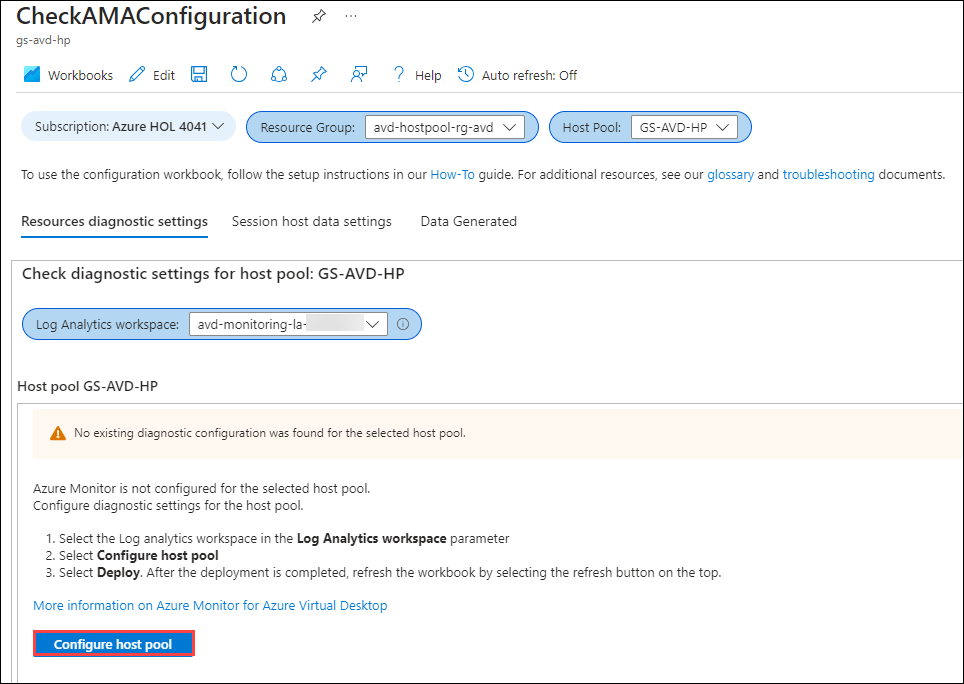 CheckAMAConfiguration
gs-avd-hp
Workbooks Edit Help Auto refresh: Off
Subscription: Azure HOL 4041 Resource Group: avd-hostpool-rg-avd Host Pool: GS-AVD-HP
To use the configuration workbook, follow the setup instructions in our How-To guide. For additional resources, see our glossary and troubleshooting documents.
Resources diagnostic settings Session host data settings Data Generated
Check diagnostic settings for host pool: GS-AVD-HP
Log Analytics workspace: avd-monitoring-la-
Host pool GS-AVD-HP
No existing diagnostic configuration was found for the selected host pool.
Azure Monitor is not configured for the selected host pool.
Configure diagnostic settings for the host pool.
1. Select the Log analytics workspace in the Log Analytics workspace parameter
2. Select Configure host pool
3. Select Deploy. After the deployment is completed, refresh the workbook by selecting the refresh button on the top.
More information on Azure Monitor for Azure Virtual Desktop
Configure host pool